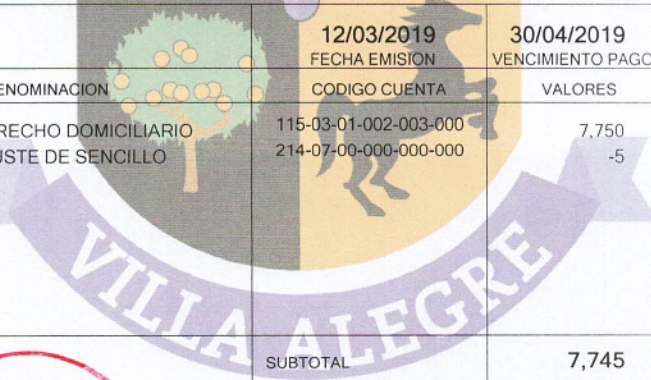 12/03/2019 30/04/2019
FECHA EMISION VENCIMIENTO PAGO
ENOMINACION CODIGO CUENTA VALORES
RECHO DOMICILIARIO 115-03-01-002-003-000 7,750
USTE DE SENCILLO 214-07-00-000-000-000 -5
VILLA ALEGRE
SUBTOTAL 7,745